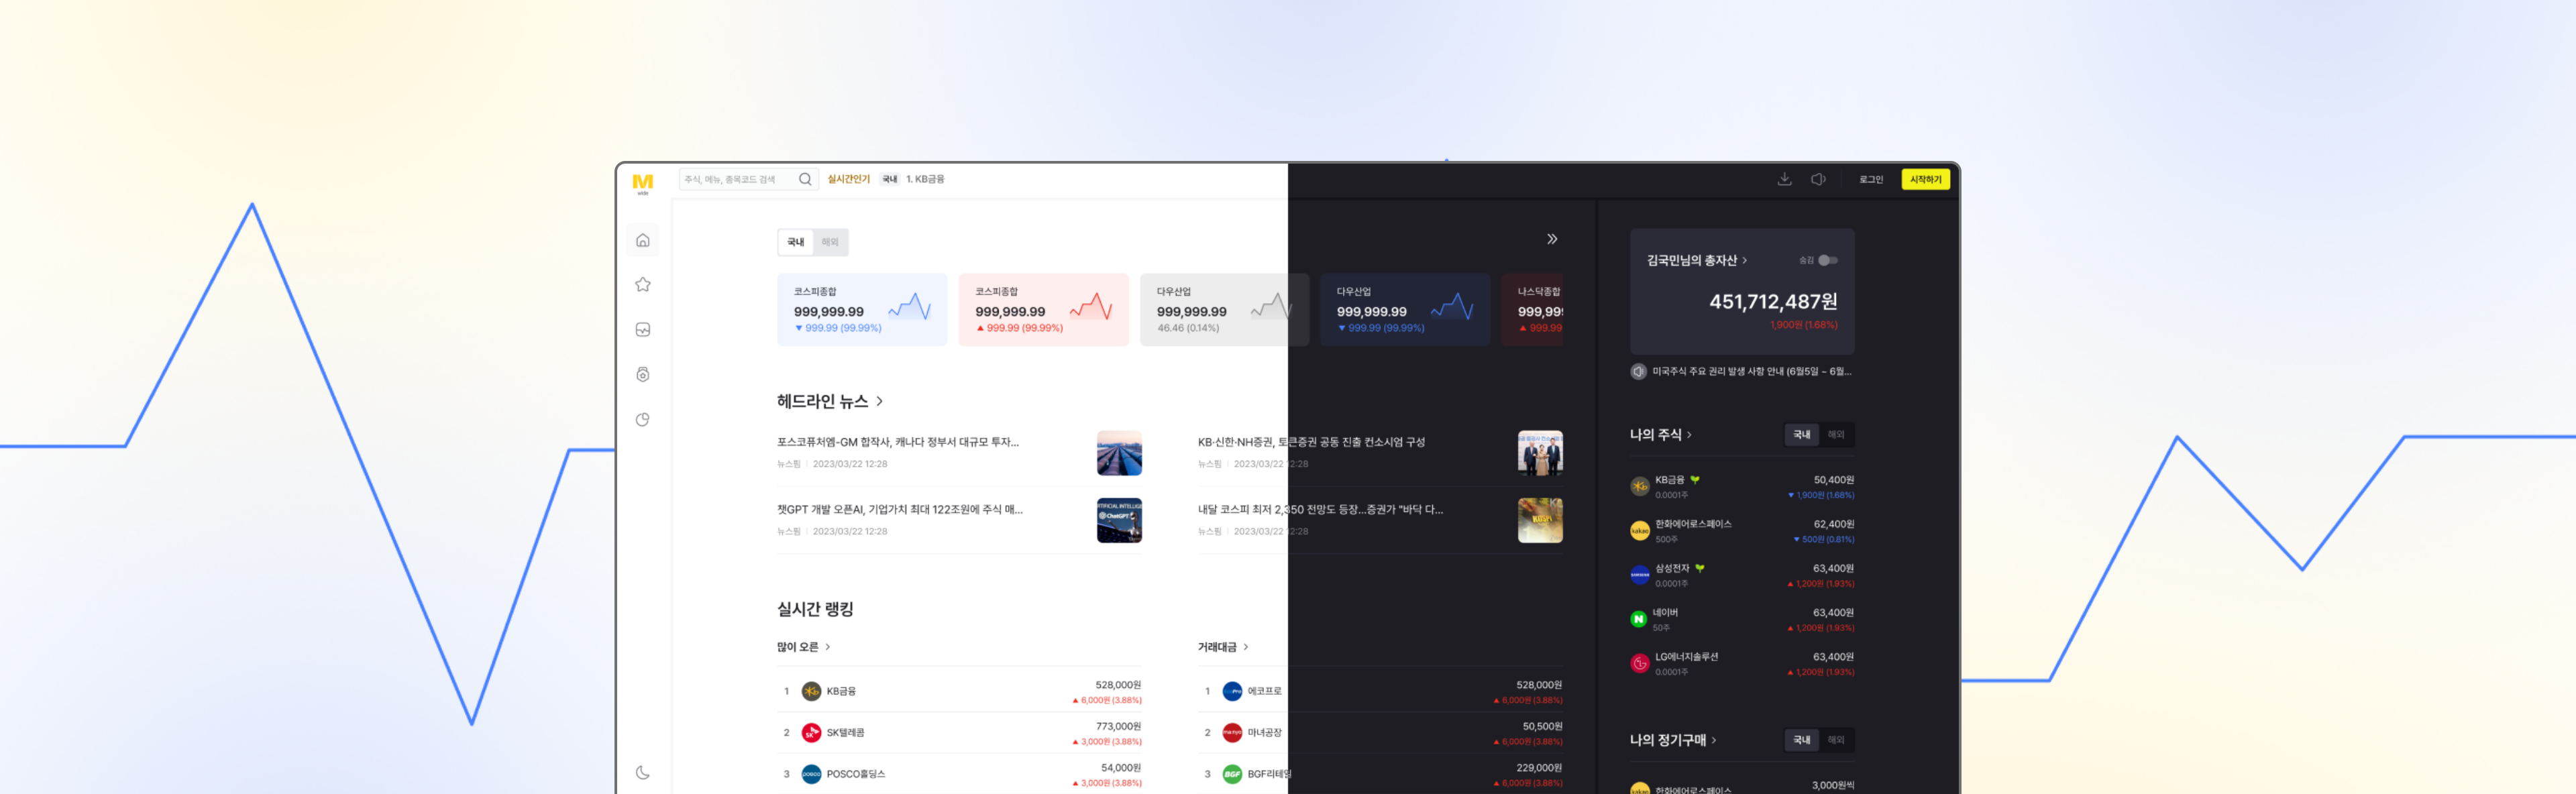 M
wide
주식, 메뉴, 종목코드 검색
실시간인기 국내 1. KB금융
로그인
시작하기
국내 해외
코스피종합
999,999.99
▼ 999.99 (99.99%)
코스피종합
999,999.99
▲ 999.99 (99.99%)
다우산업
999,999.99
46.46 (0.14%)
다우산업
999,999.99
▼ 999.99 (99.99%)
나스닥종합
999,99
▲ 999.99
헤드라인 뉴스 >
포스코퓨처엠-GM 합작사, 캐나다 정부서 대규모 투자...
뉴스핌 | 2023/03/22 12:28
KB·신한·NH증권, 토큰증권 공동 진출 컨소시엄 구성
뉴스핌 | 2023/03/22 12:28
챗GPT 개발 오픈AI, 기업가치 최대 122조원에 주식 매...
뉴스핌 | 2023/03/22 12:28
ARTIFICIAL INTELLIGE
ChatGPT
내달 코스피 최저 2,350 전망도 등장...증권가 "바닥 다...
뉴스핌 | 2023/03/22 12:28
실시간 랭킹
많이 오른 >
1 KB금융
528,000원
▲ 6,000원 (3.88%)
2 SK텔레콤
773,000원
▲ 3,000원 (3.88%)
3 POSCO홀딩스
54,000원
▲ 3,000원 (3.88%)
거래대금 >
1 에코프로
528,000원
▲ 6,000원 (3.88%)
2 마녀공장
50,500원
▲ 6,000원 (3.88%)
3 BGF BGF리테일
229,000원
▲ 6,000원 (3.88%)
김국민님의 총자산 >
숨김
451,712,487원
1,900원 (1.68%)
미국주식 주요 권리 발생 사항 안내 (6월5일 ~ 6월...
나의 주식 >
국내 해외
KB금융
0.0001주
50,400원
▼ 1,900원 (1.68%)
kakao
한화에어로스페이스
500주
62,400원
▼ 500원 (0.81%)
SAMSUNG
삼성전자
0.0001주
63,400원
▲ 1,200원 (1.93%)
N
네이버
50주
63,400원
▲ 1,200원 (1.93%)
LG에너지솔루션
0.0001주
63,400원
▲ 1,200원 (1.93%)
나의 정기구매 >
국내 해외
한화에어로스페이스
3,000원씩